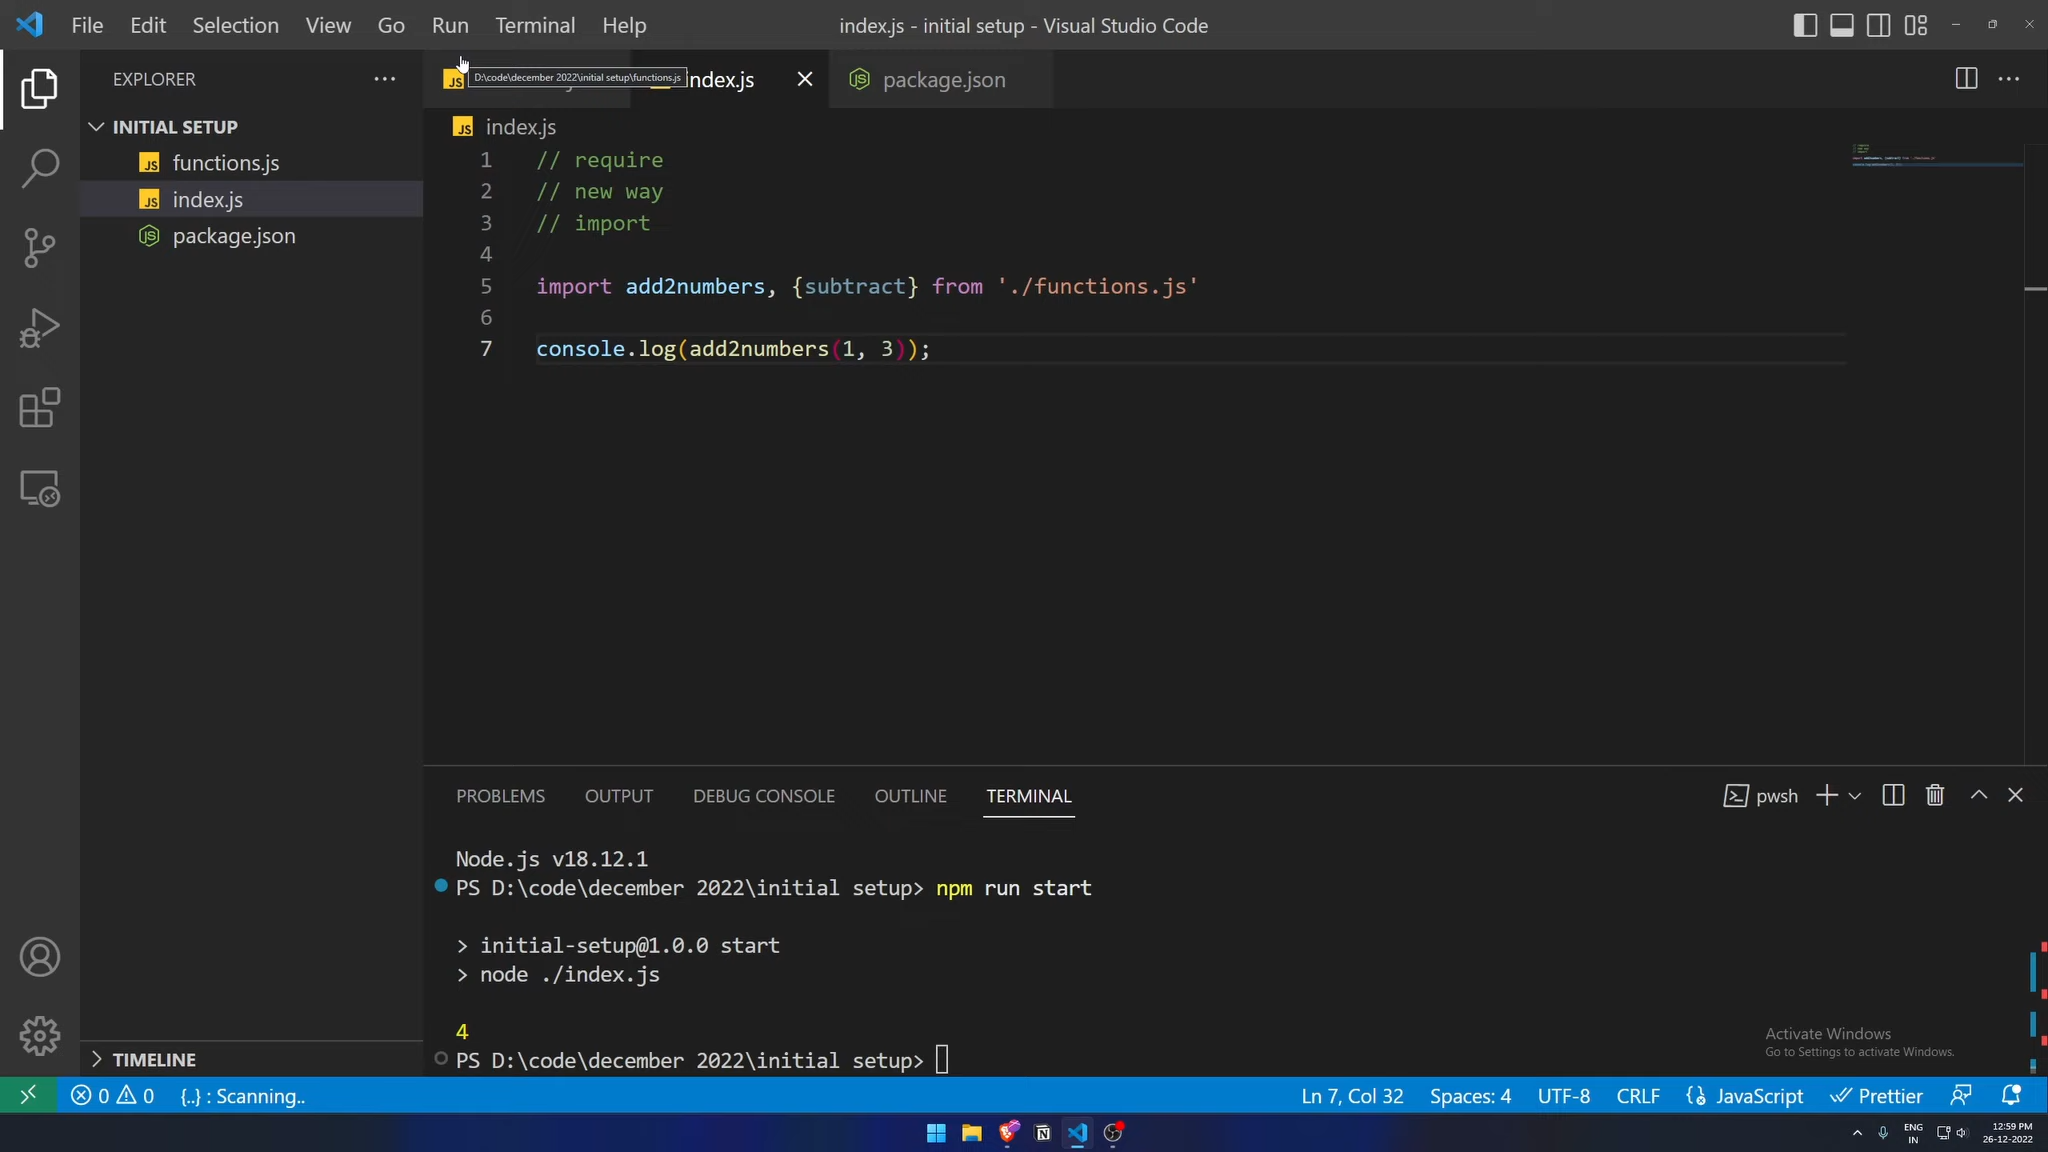 File Edit Selection View Go Run Terminal Help index.js - initial setup - Visual Studio Code
EXPLORER ··· JS D:\code\december 2022\initial setup\functions.js index.js package.json ···
INITIAL SETUP
JS functions.js
JS index.js
package.json
JS index.js
1 // require
2 // new way
3 // import
4
5 import add2numbers, {subtract} from './functions.js'
6
7 console.log(add2numbers(1, 3));
PROBLEMS OUTPUT DEBUG CONSOLE OUTLINE TERMINAL pwsh
Node.js v18.12.1
PS D:\code\december 2022\initial setup> npm run start
> initial-setup@1.0.0 start
> node ./index.js
4
PS D:\code\december 2022\initial setup>
TIMELINE
Activate Windows
Go to Settings to activate Windows.
0 0 {..} : Scanning.. Ln 7, Col 32 Spaces: 4 UTF-8 CRLF JavaScript Prettier
ENG
IN
12:59 PM
26-12-2022